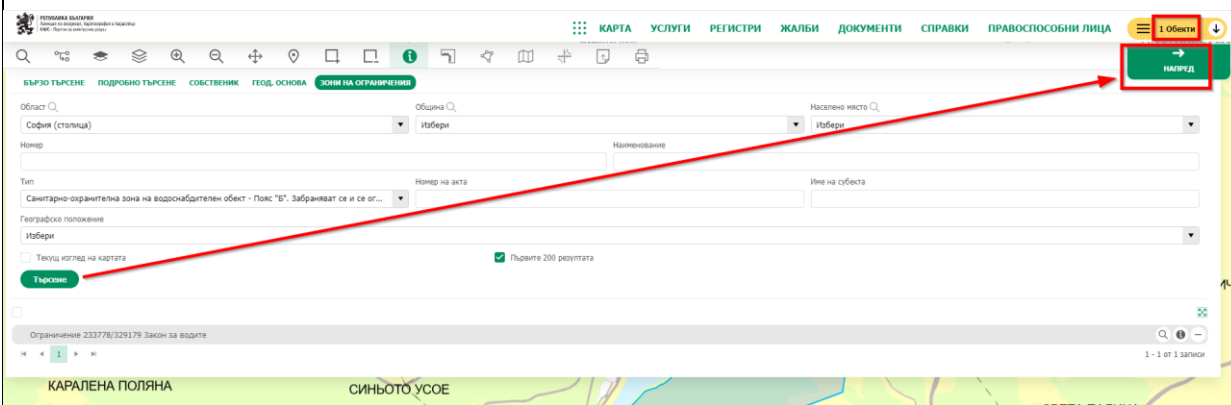 РЕПУБЛИКА БЪЛГАРИЯ
КАРТА УСЛУГИ РЕГИСТРИ ЖАЛБИ ДОКУМЕНТИ СПРАВКИ ПРАВОСПОСОБНИ ЛИЦА 1 Обекти
НАПРЕД
БЪРЗО ТЪРСЕНЕ ПОДРОБНО ТЪРСЕНЕ СОБСТВЕНИК ГЕОД. ОСНОВА ЗОНИ НА ОГРАНИЧЕНИЯ
Област Община Населено място
София (столица) Избери Избери
Номер Наименование
Тип Номер на акта Име на субекта
Санитарно-охранителна зона на водоснабдителен обект - Пояс "Б". Забраняват се и се ог...
Географско положение
Избери
Текущ изглед на картата Първите 200 резултата
Търсене
Ограничение 233778/329179 Закон за водите
1 1 - 1 от 1 записи
КАРАЛЕНА ПОЛЯНА СИНЬОТО УСОЕ